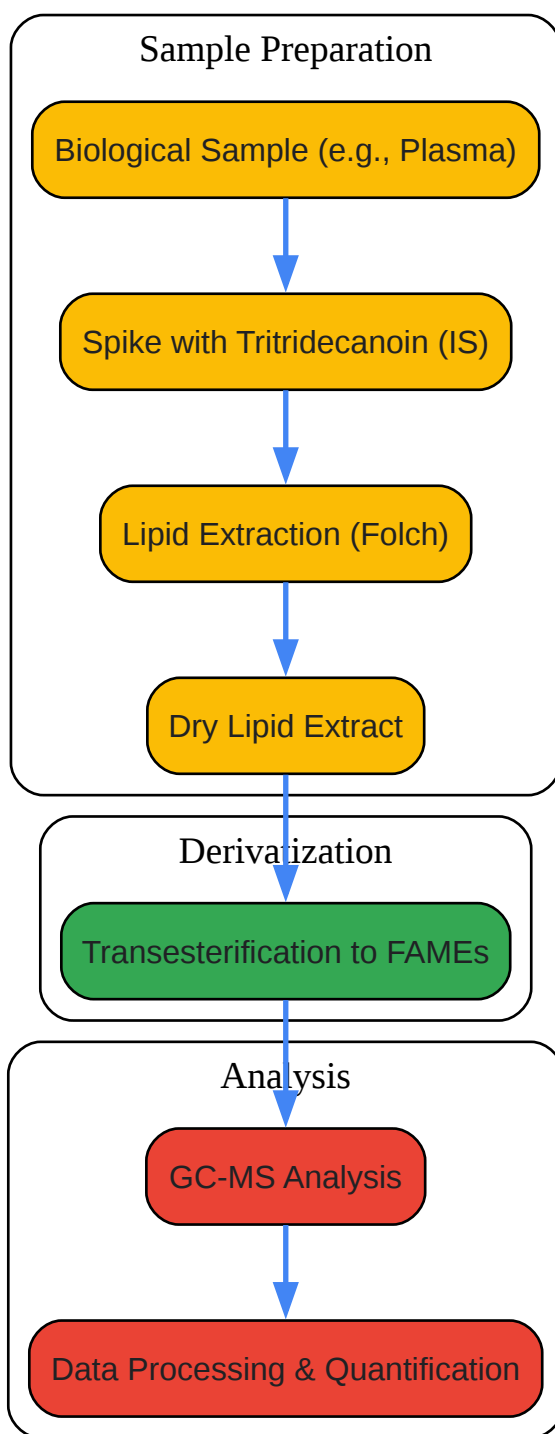 Sample Preparation
Biological Sample (e.g., Plasma)
Spike with Tritridecanoin (IS)
Lipid Extraction (Folch)
Dry Lipid Extract
Derivatization
Transesterification to FAMEs
Analysis
GC-MS Analysis
Data Processing & Quantification